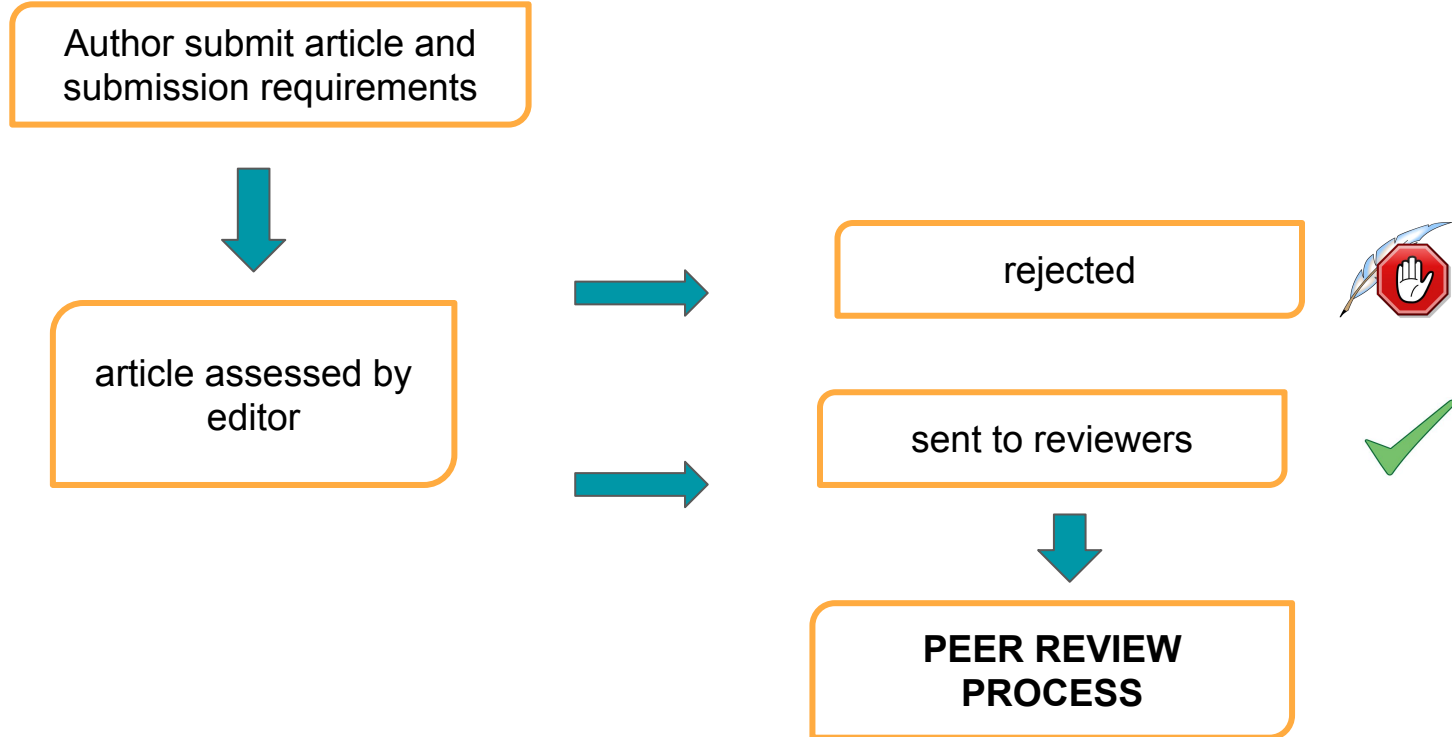 Author submit article and
submission requirements
rejected
article assessed by
editor
sent to reviewers
PEER REVIEW
PROCESS